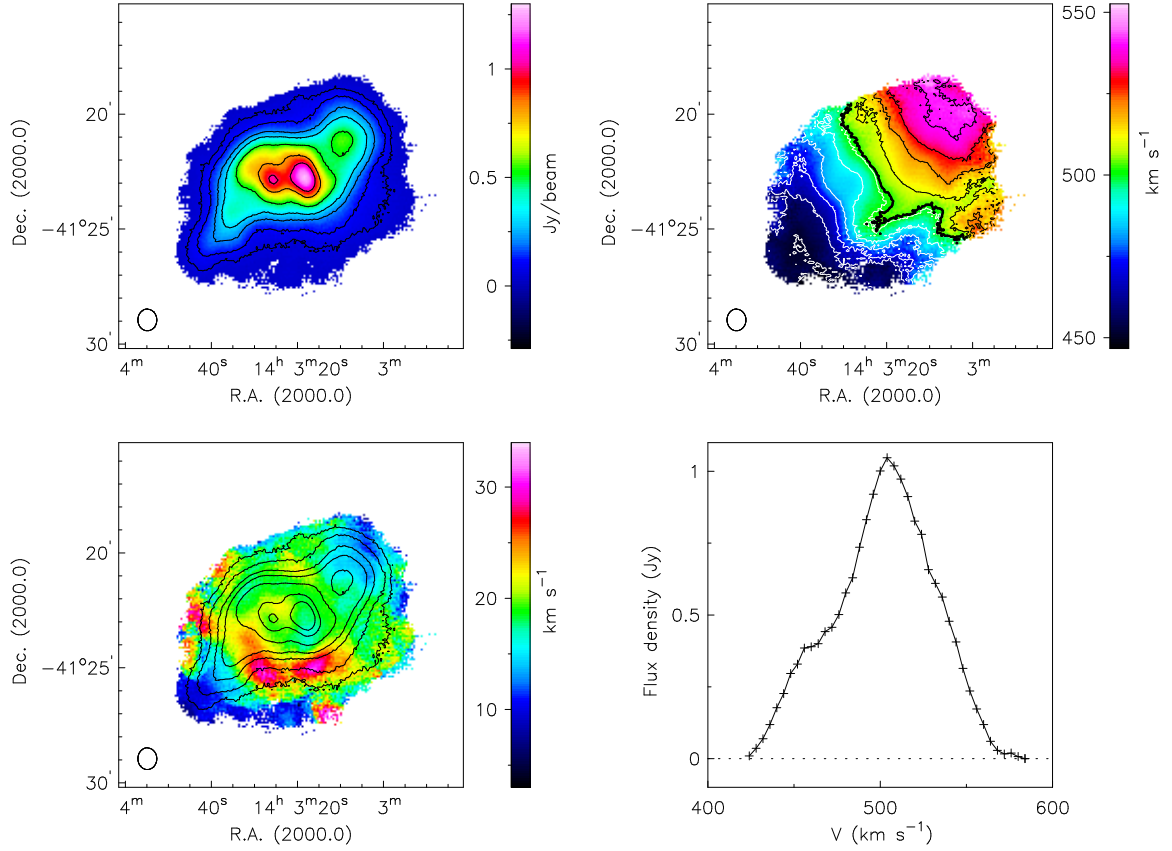 1
20'
0.5
Dec. (2000.0)
Jy/beam
−41°25'
0
30'
4ᵐ 40ˢ 14ʰ 3ᵐ20ˢ 3ᵐ
R.A. (2000.0)
550
20'
500
Dec. (2000.0)
km s⁻¹
−41°25'
450
30'
4ᵐ 40ˢ 14ʰ 3ᵐ20ˢ 3ᵐ
R.A. (2000.0)
30
20'
20
Dec. (2000.0)
km s⁻¹
−41°25'
10
30'
4ᵐ 40ˢ 14ʰ 3ᵐ20ˢ 3ᵐ
R.A. (2000.0)
1
0.5
Flux density (Jy)
0
400 500 600
V (km s⁻¹)